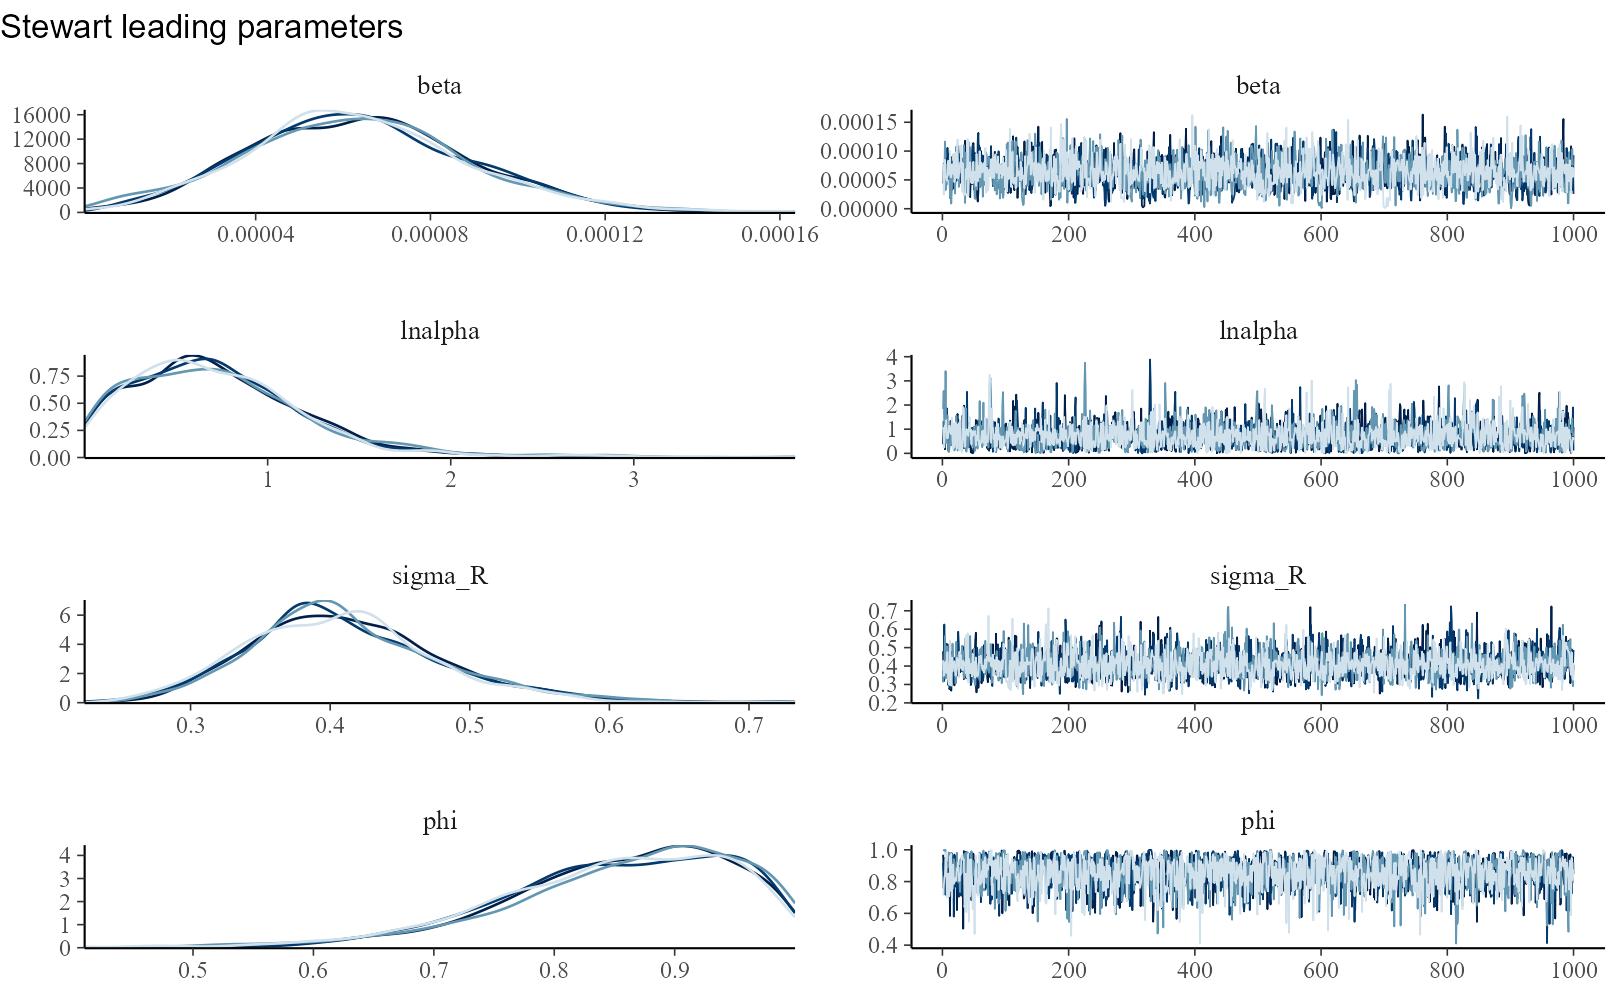 Stewart leading parameters
beta
beta
16000
12000
8000
4000
0
0.00004 0.00008 0.00012 0.00016
0.00015
0.00010
0.00005
0.00000
0 200 400 600 800 1000
lnalpha
lnalpha
0.75
0.50
0.25
0.00
1 2 3
4
3
2
1
0
0 200 400 600 800 1000
sigma_R
sigma_R
6
4
2
0
0.3 0.4 0.5 0.6 0.7
0.7
0.6
0.5
0.4
0.3
0.2
0 200 400 600 800 1000
phi
phi
4
3
2
1
0
0.5 0.6 0.7 0.8 0.9
1.0
0.8
0.6
0.4
0 200 400 600 800 1000